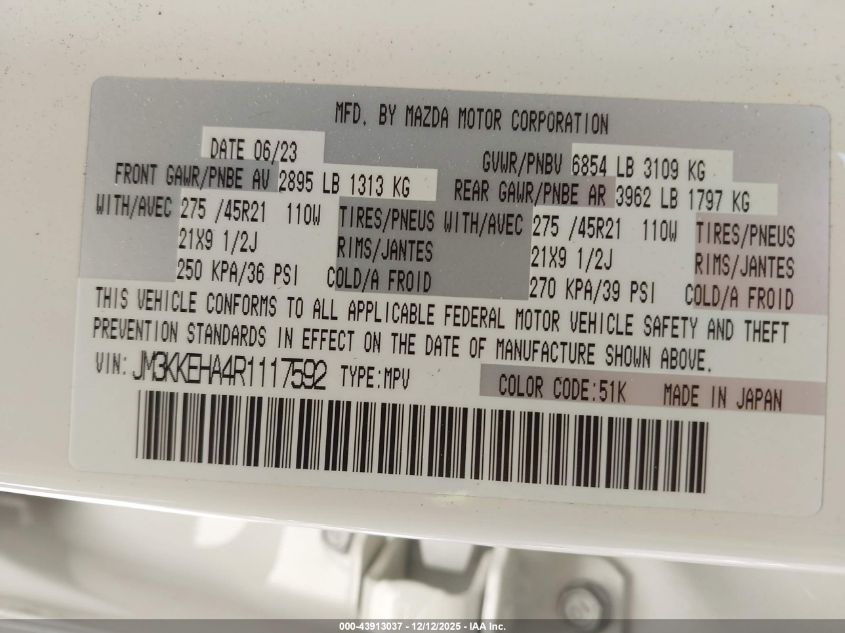 MFD. BY MAZDA MOTOR CORPORATION
DATE 06/23 GVWR/PNBV 6854 LB 3109 KG
FRONT GAWR/PNBE AV 2895 LB 1313 KG REAR GAWR/PNBE AR 3962 LB 1797 KG
WITH/AVEC 275 /45R21 110W TIRES/PNEUS WITH/AVEC 275 /45R21 110W TIRES/PNEUS
21X9 1/2J RIMS/JANTES 21X9 1/2J RIMS/JANTES
250 KPA/36 PSI COLD/A FROID 270 KPA/39 PSI COLD/A FROID
THIS VEHICLE CONFORMS TO ALL APPLICABLE FEDERAL MOTOR VEHICLE SAFETY AND THEFT
PREVENTION STANDARDS IN EFFECT ON THE DATE OF MANUFACTURE SHOWN ABOVE.
VIN: JM3KKEHA4R1117592 TYPE:MPV COLOR CODE:51K MADE IN JAPAN
000-43913037 - 12/12/2025 - IAA Inc.